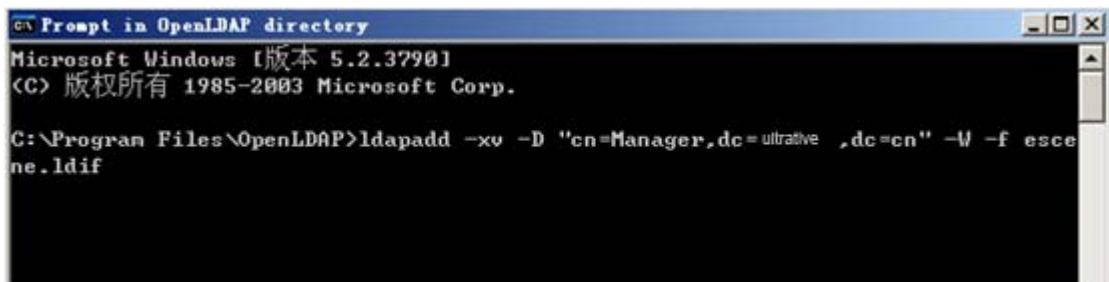 Prompt in OpenLDAP directory
Microsoft Windows [版本 5.2.3790]
(C) 版权所有 1985-2003 Microsoft Corp.
C:\Program Files\OpenLDAP>ldapadd -xv -D "cn=Manager,dc=ultrative ,dc=cn" -W -f esce
ne.ldif